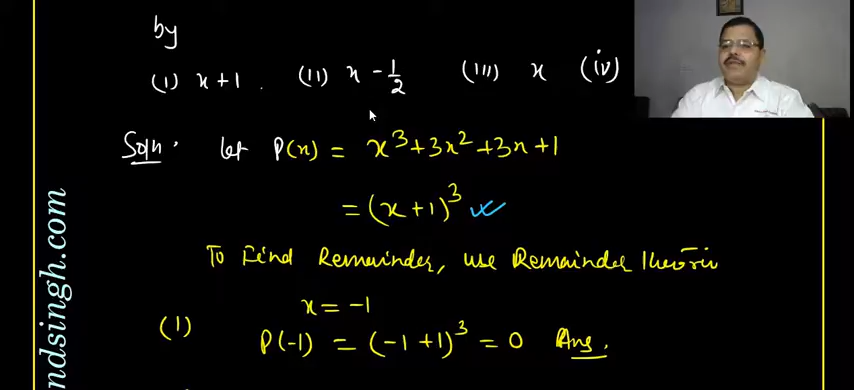 by
(i) x+1. (ii) x - 1/2 (iii) x (iv)
Soln. let P(x) = x³+3x²+3x+1
= (x+1)³
To Find Remainder, use Remainder Theorem
x = -1
(1)
P(-1) = (-1+1)³ = 0 Ans.
ndsingh.com